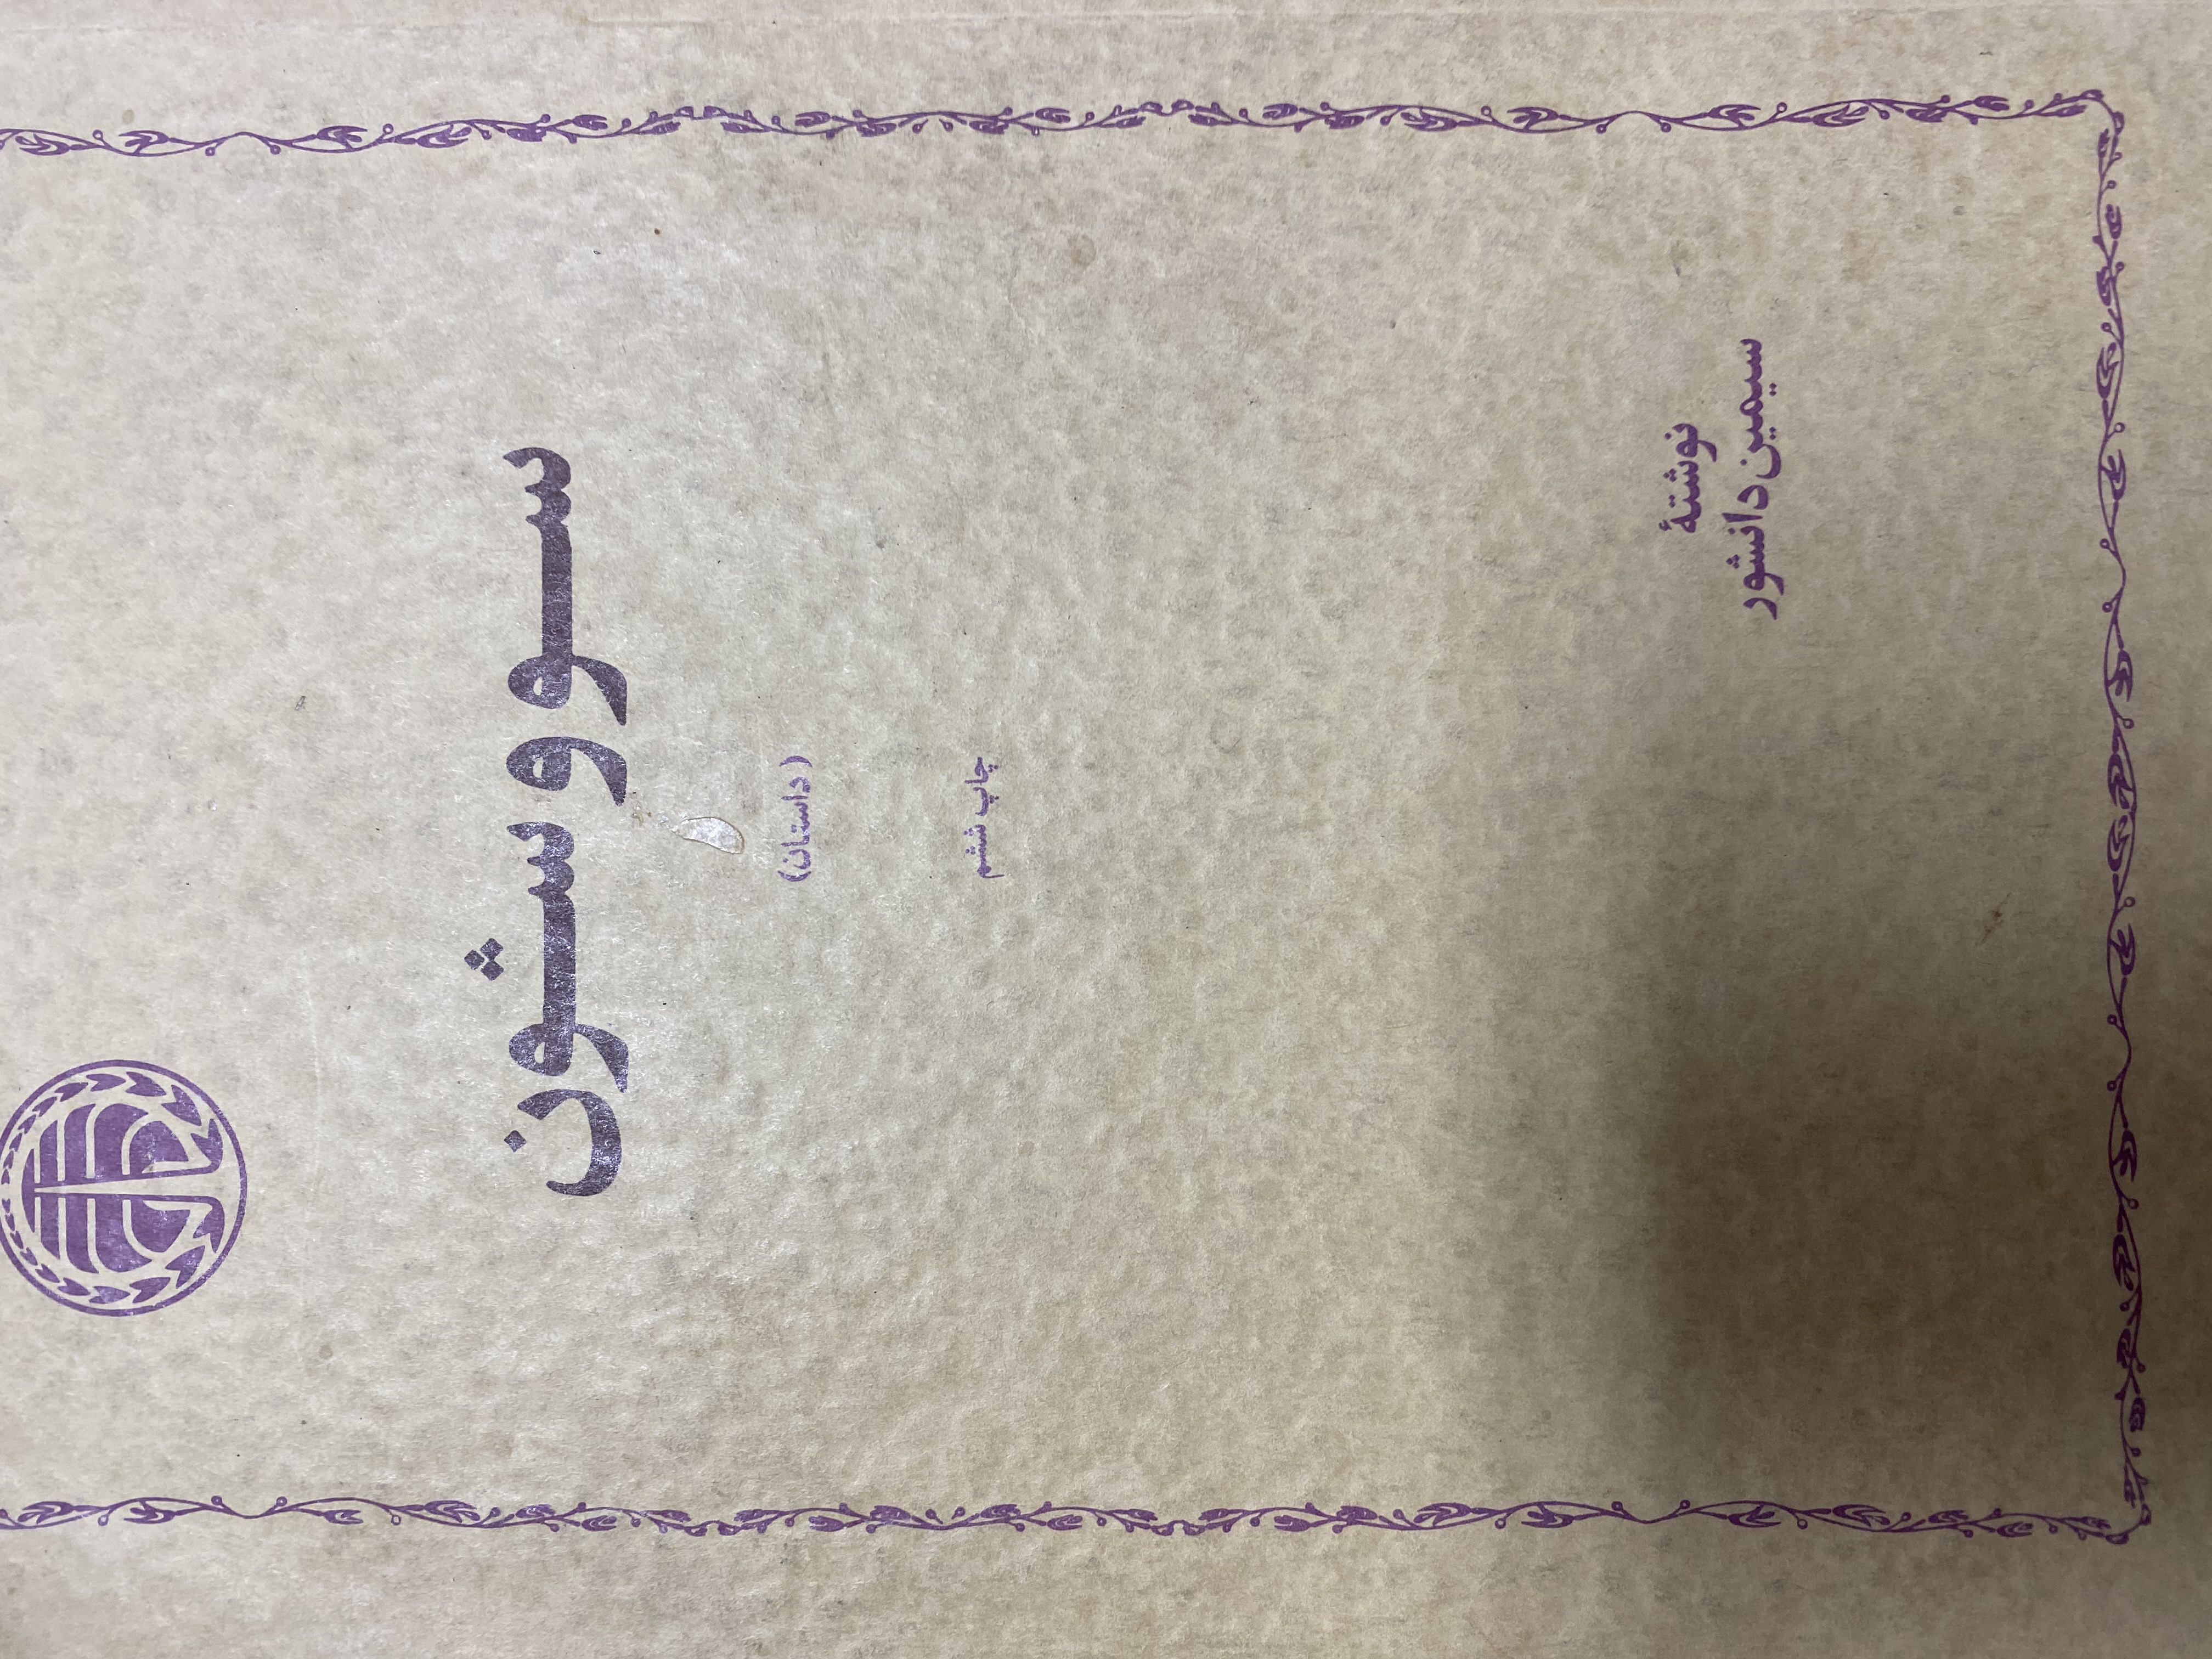 سووشون
(داستان)
چاپ ششم
نوشتهٔ
سیمین دانشور